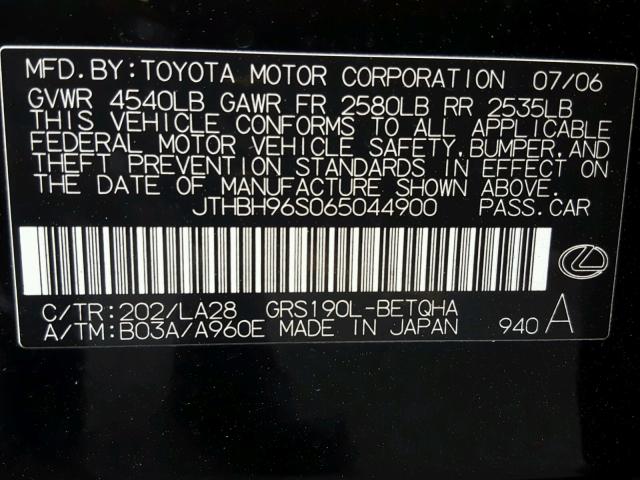 MFD.BY:TOYOTA MOTOR CORPORATION 07/06
GVWR 4540LB GAWR FR 2580LB RR 2535LB
THIS VEHICLE CONFORMS TO ALL APPLICABLE
FEDERAL MOTOR VEHICLE SAFETY,BUMPER,AND
THEFT PREVENTION STANDARDS IN EFFECT ON
THE DATE OF MANUFACTURE SHOWN ABOVE.
JTHBH96S065044900 PASS.CAR
C/TR:202/LA28 GRS190L-BETQHA
A/TM:B03A/A960E MADE IN JAPAN 940 A